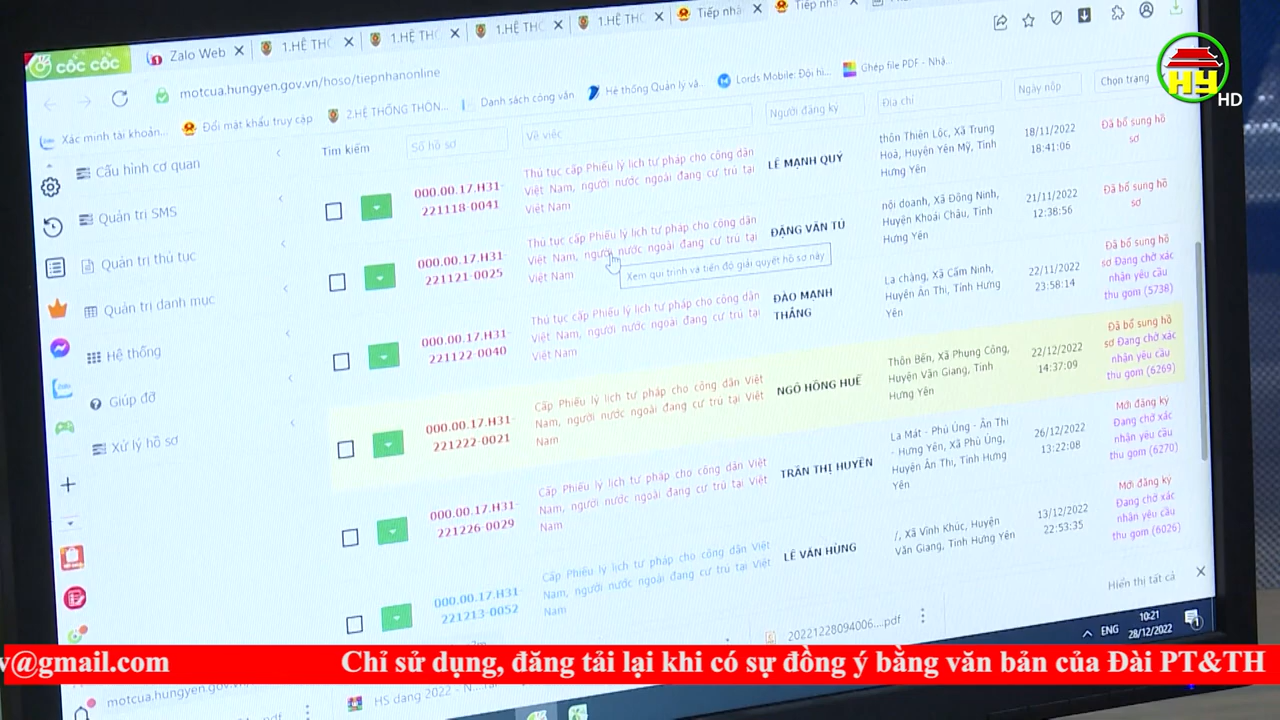 CỐC CỐC
Zalo Web
1.HỆ THỐ
1.HỆ THỐ
1.HỆ THỐ
1.HỆ THỐ
Tiếp nhậ
Tiếp nhậ
motcua.hungyen.gov.vn/hoso/tiepnhanonline
Xác minh tài khoản...
Đổi mật khẩu truy cập
2.HỆ THỐNG THÔN...
Danh sách công văn
Hệ thống Quản lý vă...
Lords Mobile: Đội hì...
Ghép file PDF - Nhậ...
HY
HD
Tìm kiếm
Số hồ sơ
Về việc
Người đăng ký
Địa chỉ
Ngày nộp
Chọn trạng
Cấu hình cơ quan
Quản trị SMS
Quản trị thủ tục
Quản trị danh mục
Hệ thống
Giúp đỡ
Xử lý hồ sơ
000.00.17.H31-
221118-0041
Thủ tục cấp Phiếu lý lịch tư pháp cho công dân
Việt Nam, người nước ngoài đang cư trú tại
Việt Nam
LÊ MẠNH QUÝ
thôn Thiên Lộc, Xã Trung
Hoà, Huyện Yên Mỹ, Tỉnh
Hưng Yên
18/11/2022
18:41:06
Đã bổ sung hồ
sơ
000.00.17.H31-
221121-0025
Thủ tục cấp Phiếu lý lịch tư pháp cho công dân
Việt Nam, người nước ngoài đang cư trú tại
Việt Nam
ĐẶNG VĂN TÚ
nội doanh, Xã Đông Ninh,
Huyện Khoái Châu, Tỉnh
Hưng Yên
21/11/2022
12:38:56
Đã bổ sung hồ
sơ
Xem qui trình và tiến độ giải quyết hồ sơ này
000.00.17.H31-
221122-0040
Thủ tục cấp Phiếu lý lịch tư pháp cho công dân
Việt Nam, người nước ngoài đang cư trú tại
Việt Nam
ĐÀO MẠNH
THẮNG
La chàng, Xã Cẩm Ninh,
Huyện Ân Thi, Tỉnh Hưng
Yên
22/11/2022
23:58:14
Đã bổ sung hồ
sơ Đang chờ xác
nhận yêu cầu
thu gom (5738)
000.00.17.H31-
221222-0021
Cấp Phiếu lý lịch tư pháp cho công dân Việt
Nam, người nước ngoài đang cư trú tại Việt
Nam
NGÔ HỒNG HUẾ
Thôn Bến, Xã Phụng Công,
Huyện Văn Giang, Tỉnh
Hưng Yên
22/12/2022
14:37:09
Đã bổ sung hồ
sơ Đang chờ xác
nhận yêu cầu
thu gom (6269)
000.00.17.H31-
221226-0029
Cấp Phiếu lý lịch tư pháp cho công dân Việt
Nam, người nước ngoài đang cư trú tại Việt
Nam
TRẦN THỊ HUYỀN
La Mát - Phù Ủng - Ân Thi
- Hưng Yên, Xã Phù Ủng,
Huyện Ân Thi, Tỉnh Hưng
Yên
26/12/2022
13:22:08
Mới đăng ký
Đang chờ xác
nhận yêu cầu
thu gom (6270)
000.00.17.H31-
221213-0052
Cấp Phiếu lý lịch tư pháp cho công dân Việt
Nam, người nước ngoài đang cư trú tại Việt
Nam
LÊ VĂN HÙNG
/, Xã Vĩnh Khúc, Huyện
Văn Giang, Tỉnh Hưng Yên
13/12/2022
22:53:35
Mới đăng ký
Đang chờ xác
nhận yêu cầu
thu gom (6026)
20221228094006....pdf
Hiển thị tất cả
ENG
10:21
28/12/2022
v@gmail.com
Chỉ sử dụng, đăng tải lại khi có sự đồng ý bằng văn bản của Đài PT&TH
motcua.hungyen.gov.
HS dang 2022 -